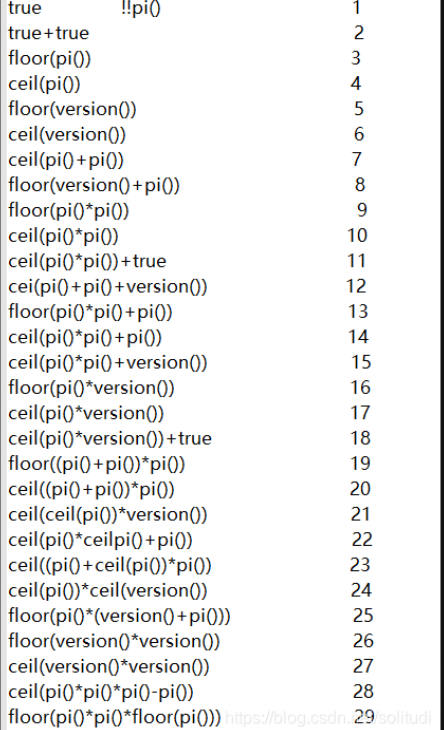 true !!pi() 1
true+true 2
floor(pi()) 3
ceil(pi()) 4
floor(version()) 5
ceil(version()) 6
ceil(pi()+pi()) 7
floor(version()+pi()) 8
floor(pi()*pi()) 9
ceil(pi()*pi()) 10
ceil(pi()*pi())+true 11
cei(pi()+pi()+version()) 12
floor(pi()*pi()+pi()) 13
ceil(pi()*pi()+pi()) 14
ceil(pi()*pi()+version()) 15
floor(pi()*version()) 16
ceil(pi()*version()) 17
ceil(pi()*version())+true 18
floor((pi()+pi())*pi()) 19
ceil((pi()+pi())*pi()) 20
ceil(ceil(pi())*version()) 21
ceil(pi()*ceilpi()+pi()) 22
ceil((pi()+ceil(pi())*pi()) 23
ceil(pi())*ceil(version()) 24
floor(pi()*(version()+pi())) 25
floor(version()*version()) 26
ceil(version()*version()) 27
ceil(pi()*pi()*pi()-pi()) 28
floor(pi()*pi()*floor(pi())) 29
https://blog.csdn.net/solitudi